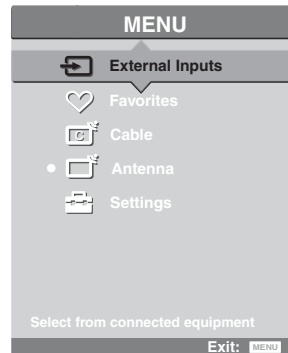 MENU
External Inputs
Favorites
C Cable
Antenna
Settings
Select from connected equipment
Exit: MENU